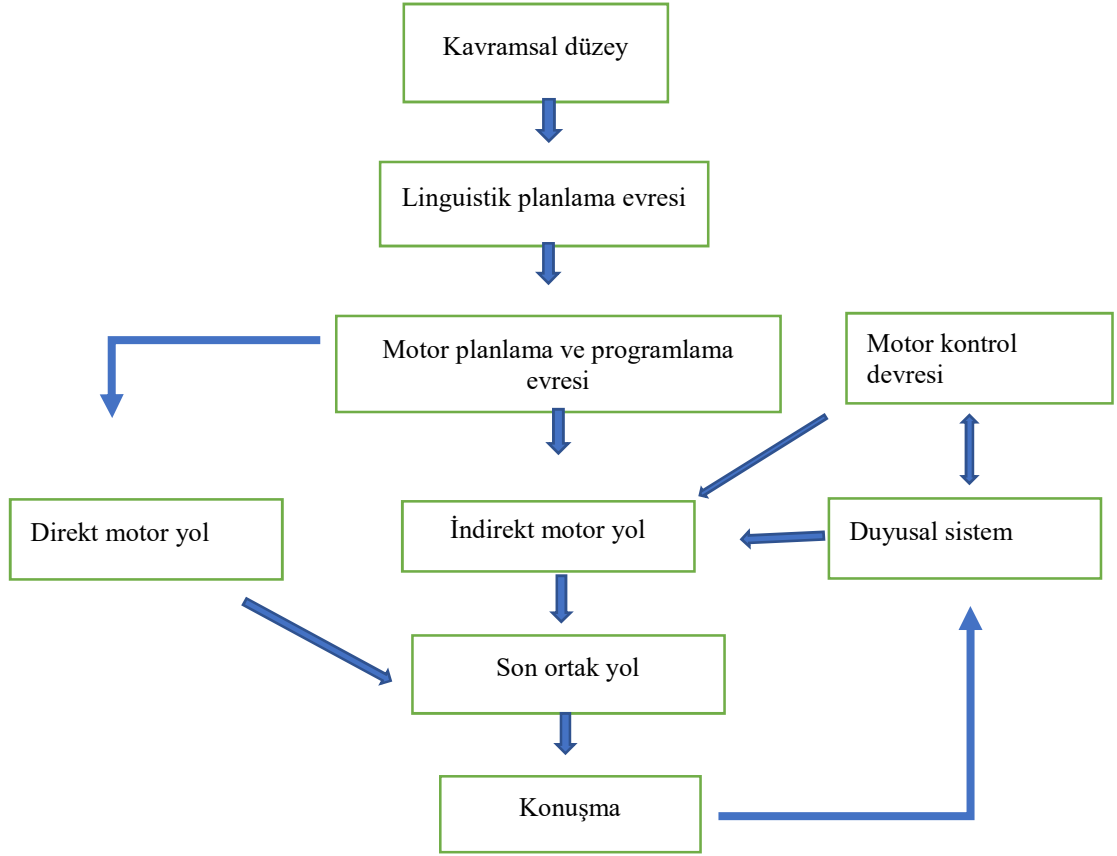 Kavramsal düzey
Linguistik planlama evresi
Motor planlama ve programlama
evresi
Motor kontrol
devresi
Direkt motor yol
İndirekt motor yol
Duyusal sistem
Son ortak yol
Konuşma